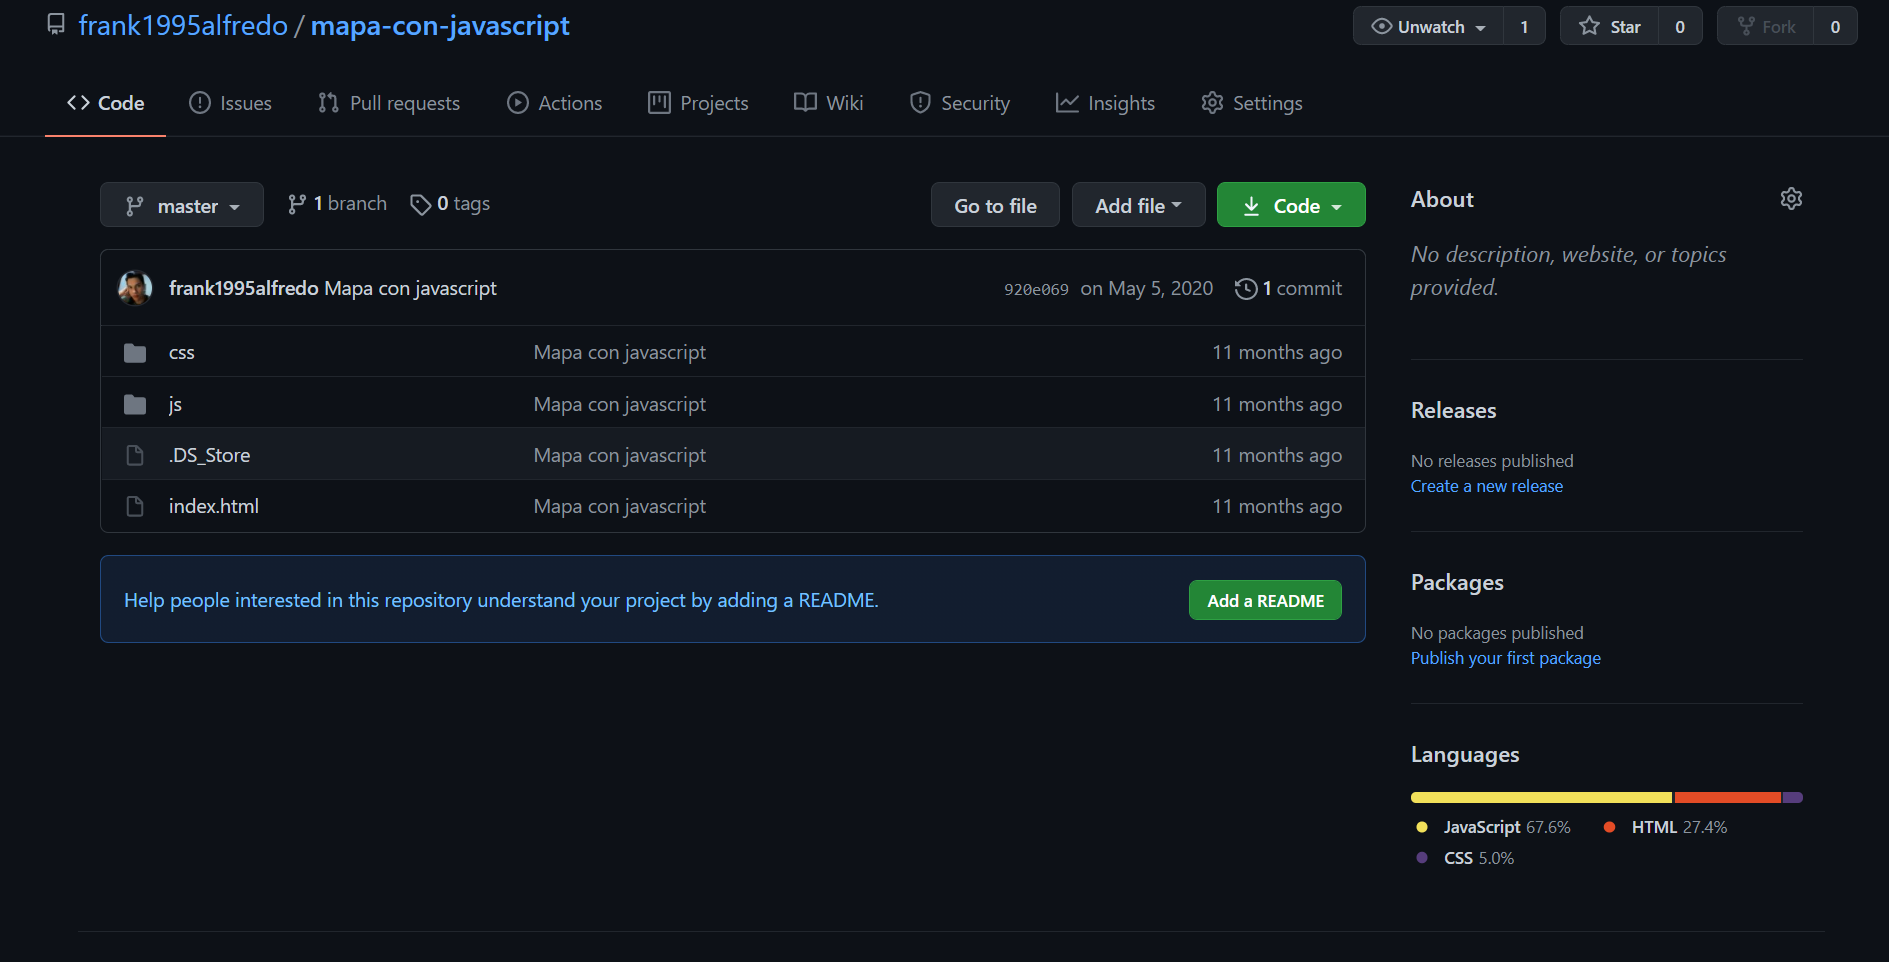 frank1995alfredo / mapa-con-javascript
Unwatch 1 Star 0 Fork 0
Code Issues Pull requests Actions Projects Wiki Security Insights Settings
master 1 branch 0 tags Go to file Add file Code
frank1995alfredo Mapa con javascript 920e069 on May 5, 2020 1 commit
css Mapa con javascript 11 months ago
js Mapa con javascript 11 months ago
.DS_Store Mapa con javascript 11 months ago
index.html Mapa con javascript 11 months ago
Help people interested in this repository understand your project by adding a README. Add a README
About
No description, website, or topics
provided.
Releases
No releases published
Create a new release
Packages
No packages published
Publish your first package
Languages
JavaScript 67.6% HTML 27.4%
CSS 5.0%